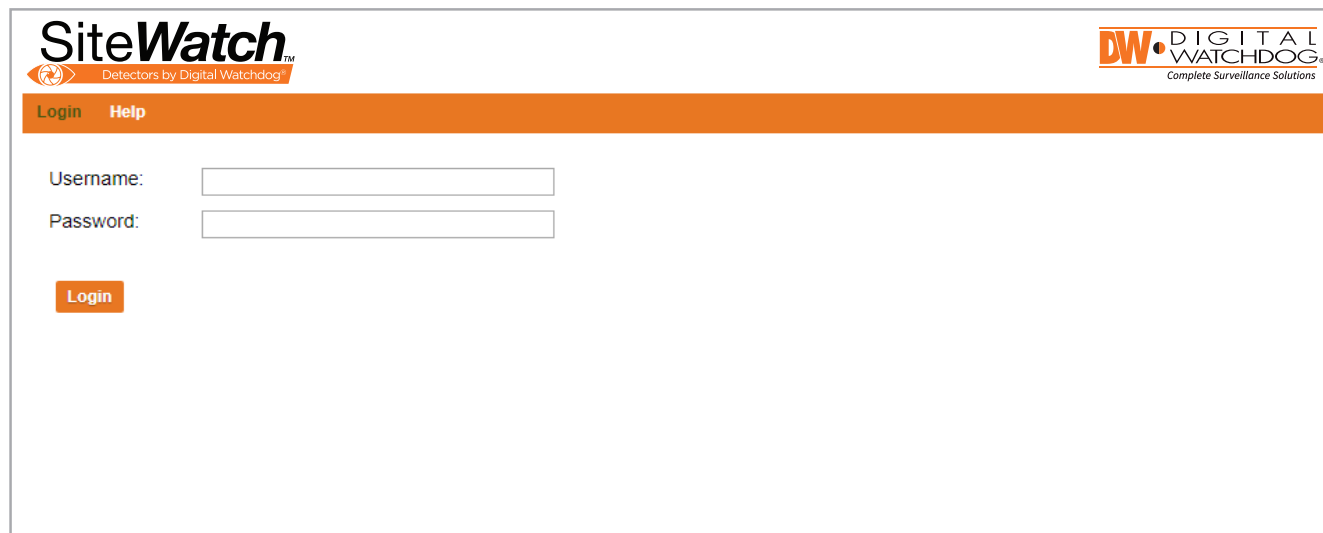 SiteWatch™
Detectors by Digital Watchdog®
DW DIGITAL
WATCHDOG®
Complete Surveillance Solutions
Login Help
Username:
Password:
Login